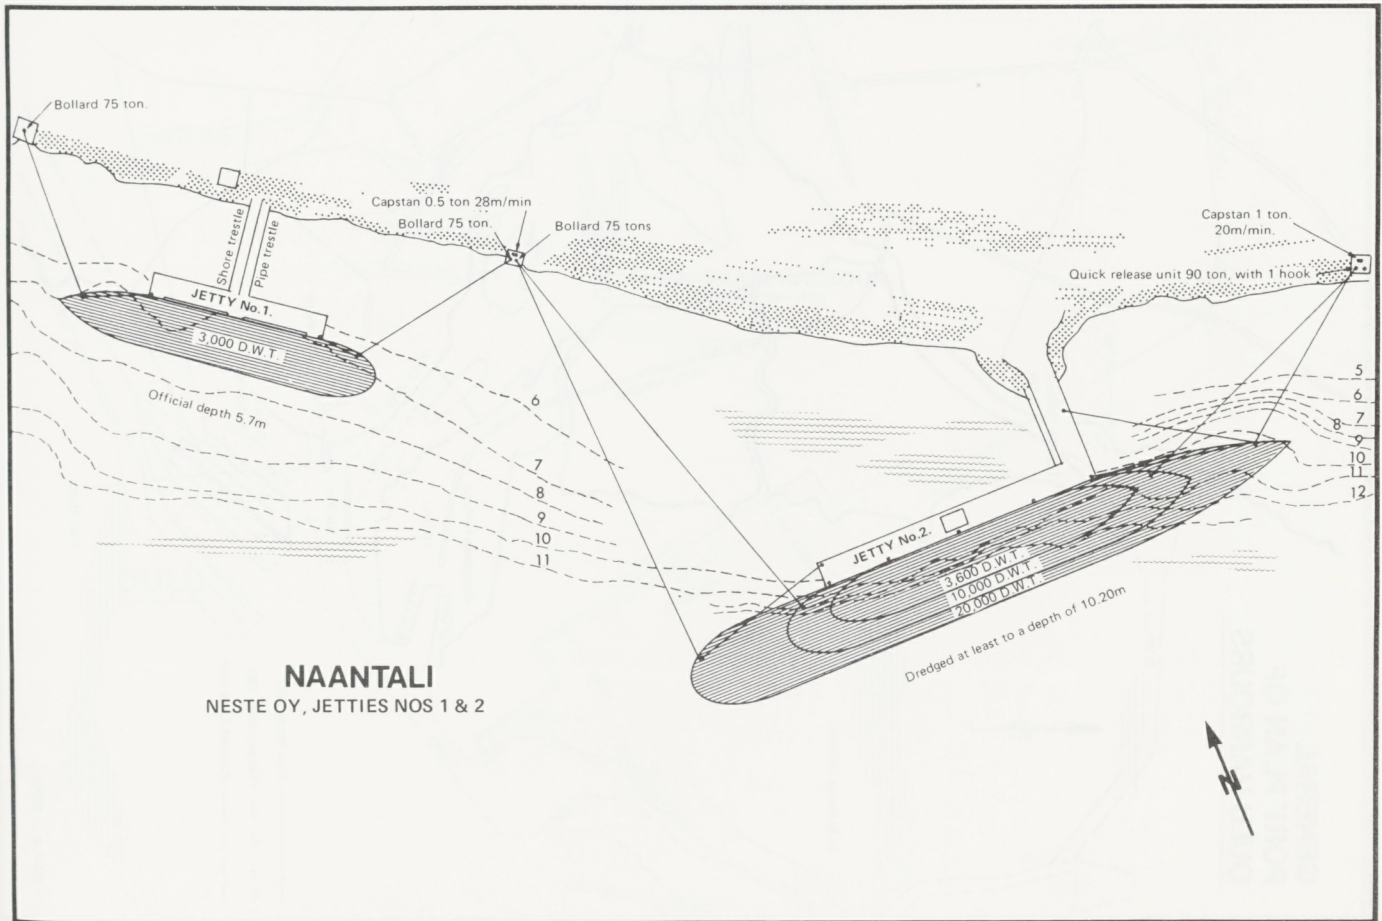 Bollard 75 ton.
Capstan 0.5 ton 28m/min
Bollard 75 ton.
Bollard 75 tons
Capstan 1 ton.
20m/min.
Quick release unit 90 ton, with 1 hook
Shore trestle
Pipe trestle
JETTY No.1.
3,000 D.W.T.
Official depth 5.7m
6
7
8
9
10
11
5
6
7
8
9
10
11
12
JETTY No.2.
3,600 D.W.T.
10,000 D.W.T.
20,000 D.W.T.
Dredged at least to a depth of 10.20m
NAANTALI
NESTE OY, JETTIES NOS 1 & 2
N